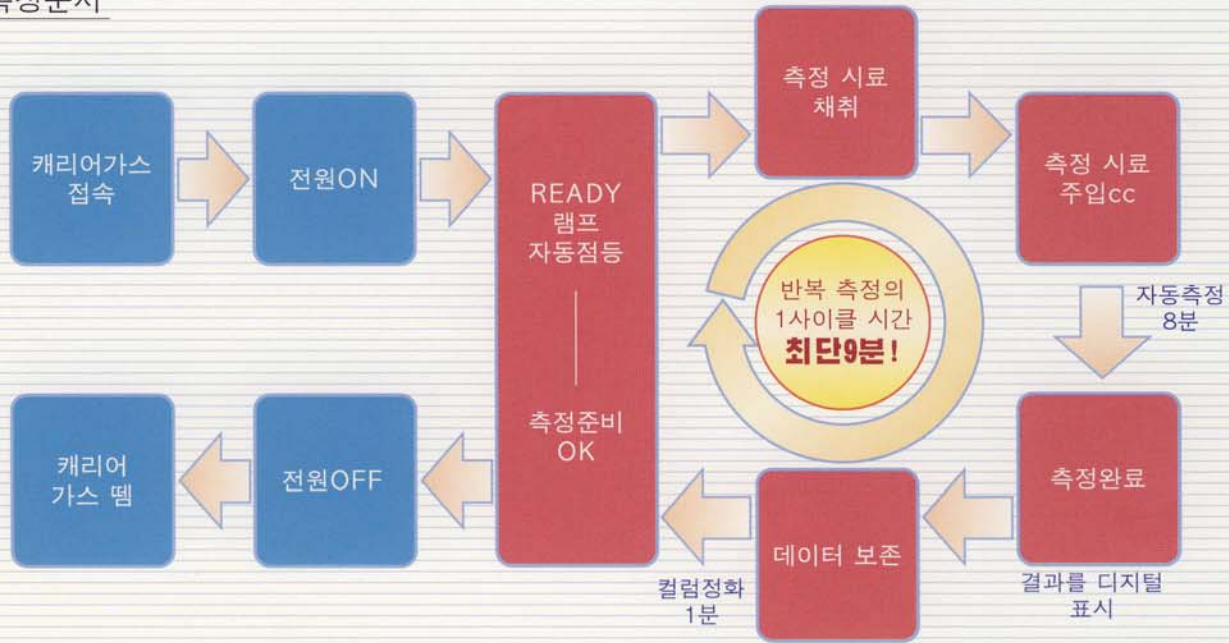 캐리어가스
접속
전원ON
READY
램프
자동점등
측정준비
OK
측정 시료
채취
측정 시료
주입cc
자동측정
8분
측정완료
결과를 디지털
표시
데이터 보존
컬럼정화
1분
반복 측정의
1사이클 시간
최단9분!
전원OFF
캐리어
가스 뗌